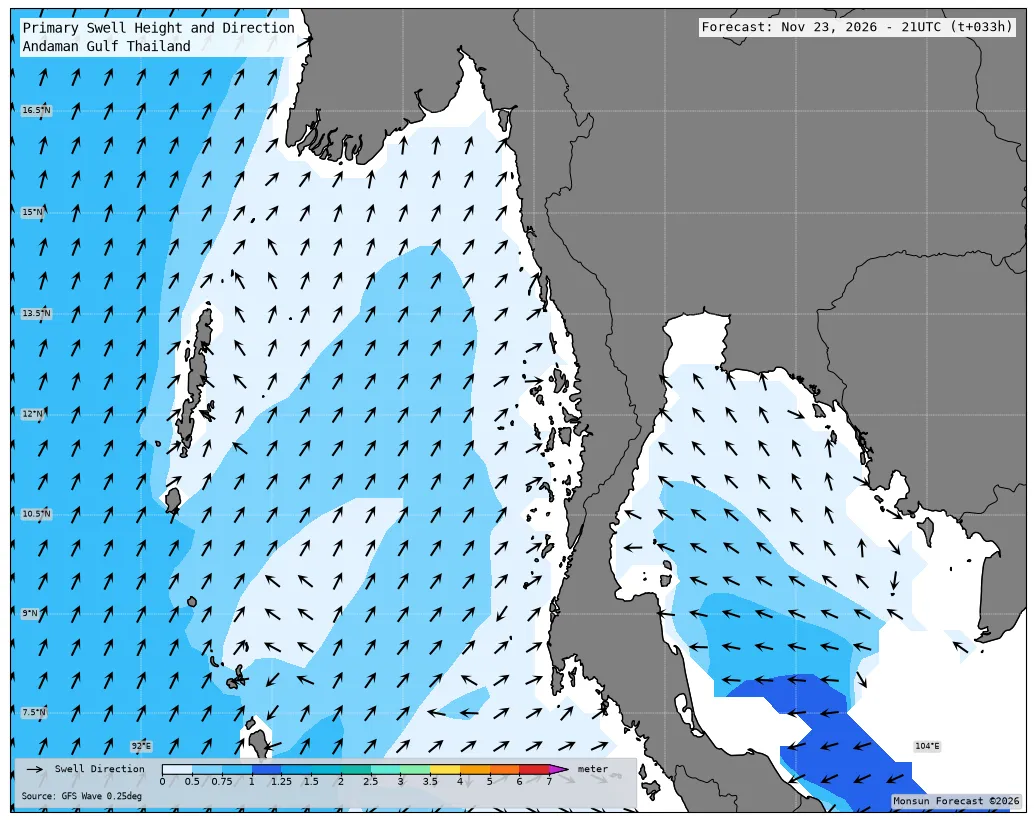 Primary Swell Height and Direction
Andaman Gulf Thailand
Forecast: Nov 23, 2026 - 21UTC (t+033h)
16.5°N
15°N
13.5°N
12°N
10.5°N
9°N
7.5°N
92°E
104°E
Swell Direction
meter
0 0.5 0.75 1 1.25 1.5 2 2.5 3 3.5 4 5 6 7
Source: GFS Wave 0.25deg
Monsun Forecast ©2026